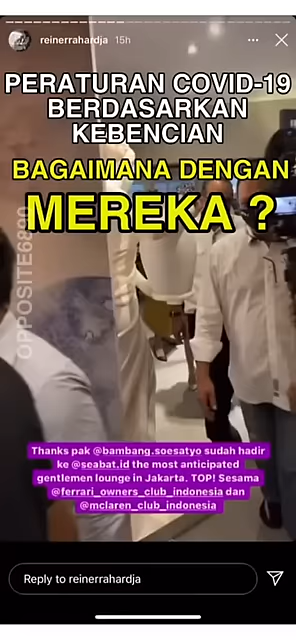 reinerrahardja 15h
PERATURAN COVID-19
BERDASARKAN
KEBENCIAN
BAGAIMANA DENGAN
MEREKA ?
OPPOSITE6890
Thanks pak @bambang.soesatyo sudah hadir
ke @seabat.id the most anticipated
gentlemen lounge in Jakarta. TOP! Sesama
@ferrari_owners_club_indonesia dan
@mclaren_club_indonesia
Reply to reinerrahardja